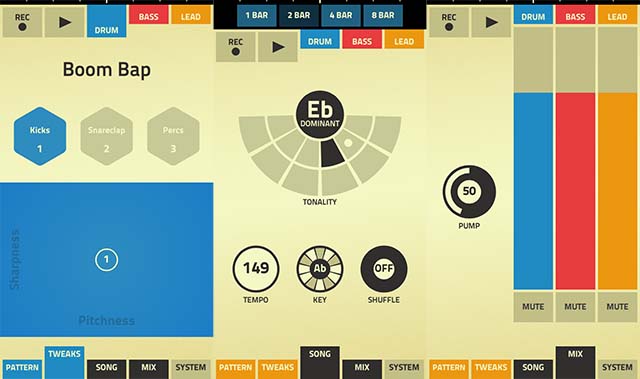 REC
DRUM
BASS
LEAD
Boom Bap
Kicks
1
Snareclap
2
Percs
3
Sharpness
1
Pitchness
PATTERN
TWEAKS
SONG
MIX
SYSTEM
1 BAR
2 BAR
4 BAR
8 BAR
REC
DRUM
BASS
LEAD
Eb
DOMINANT
TONALITY
149
Ab
OFF
TEMPO
KEY
SHUFFLE
PATTERN
TWEAKS
SONG
MIX
SYSTEM
REC
DRUM
BASS
LEAD
50
PUMP
MUTE
MUTE
MUTE
PATTERN
TWEAKS
SONG
MIX
SYSTEM